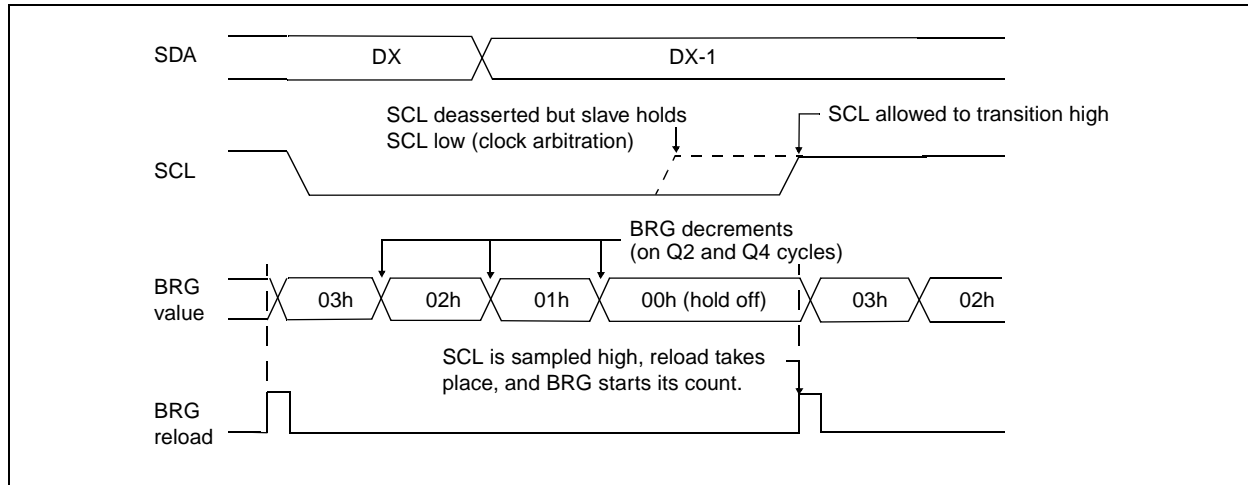 SDA
DX
DX-1
SCL deasserted but slave holds
SCL low (clock arbitration)
SCL allowed to transition high
SCL
BRG decrements
(on Q2 and Q4 cycles)
BRG
value
03h
02h
01h
00h (hold off)
03h
02h
SCL is sampled high, reload takes
place, and BRG starts its count.
BRG
reload